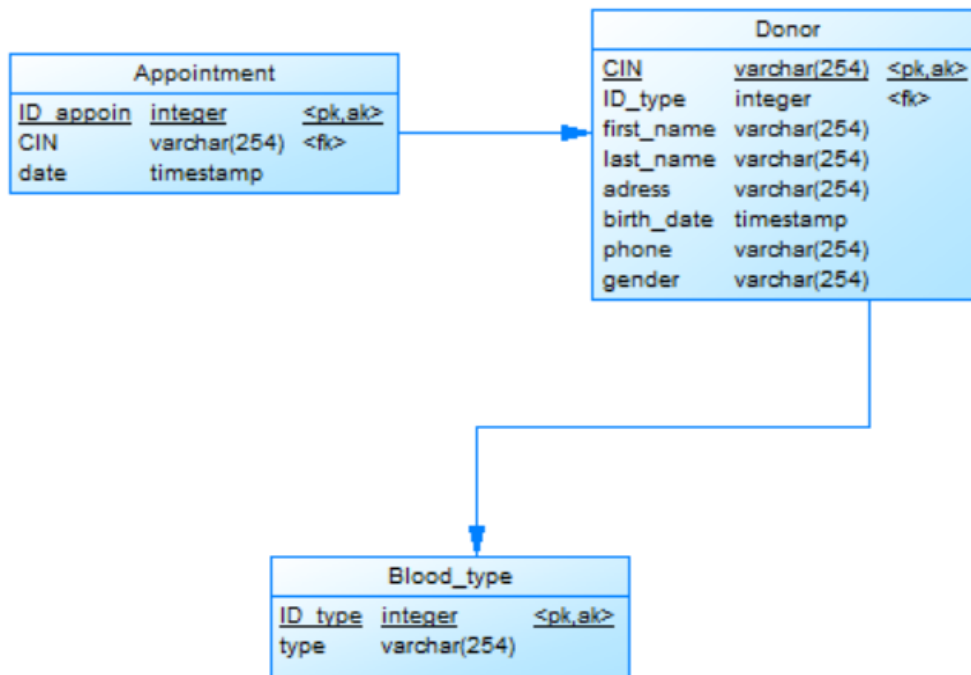 Appointment
ID_appoin integer <pk,ak>
CIN varchar(254) <fk>
date timestamp
Donor
CIN varchar(254) <pk,ak>
ID_type integer <fk>
first_name varchar(254)
last_name varchar(254)
adress varchar(254)
birth_date timestamp
phone varchar(254)
gender varchar(254)
Blood_type
ID_type integer <pk,ak>
type varchar(254)